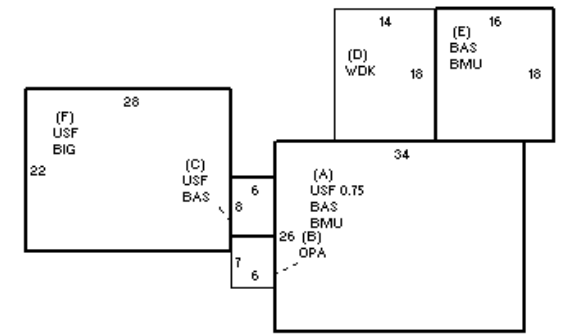 14
16
(D)
WDK
18
(E)
BAS
BMU
18
28
(F)
USF
BIG
22
(C)
USF
BAS
6
8
34
(A)
USF 0.75
BAS
BMU
26
(B)
OPA
7
6